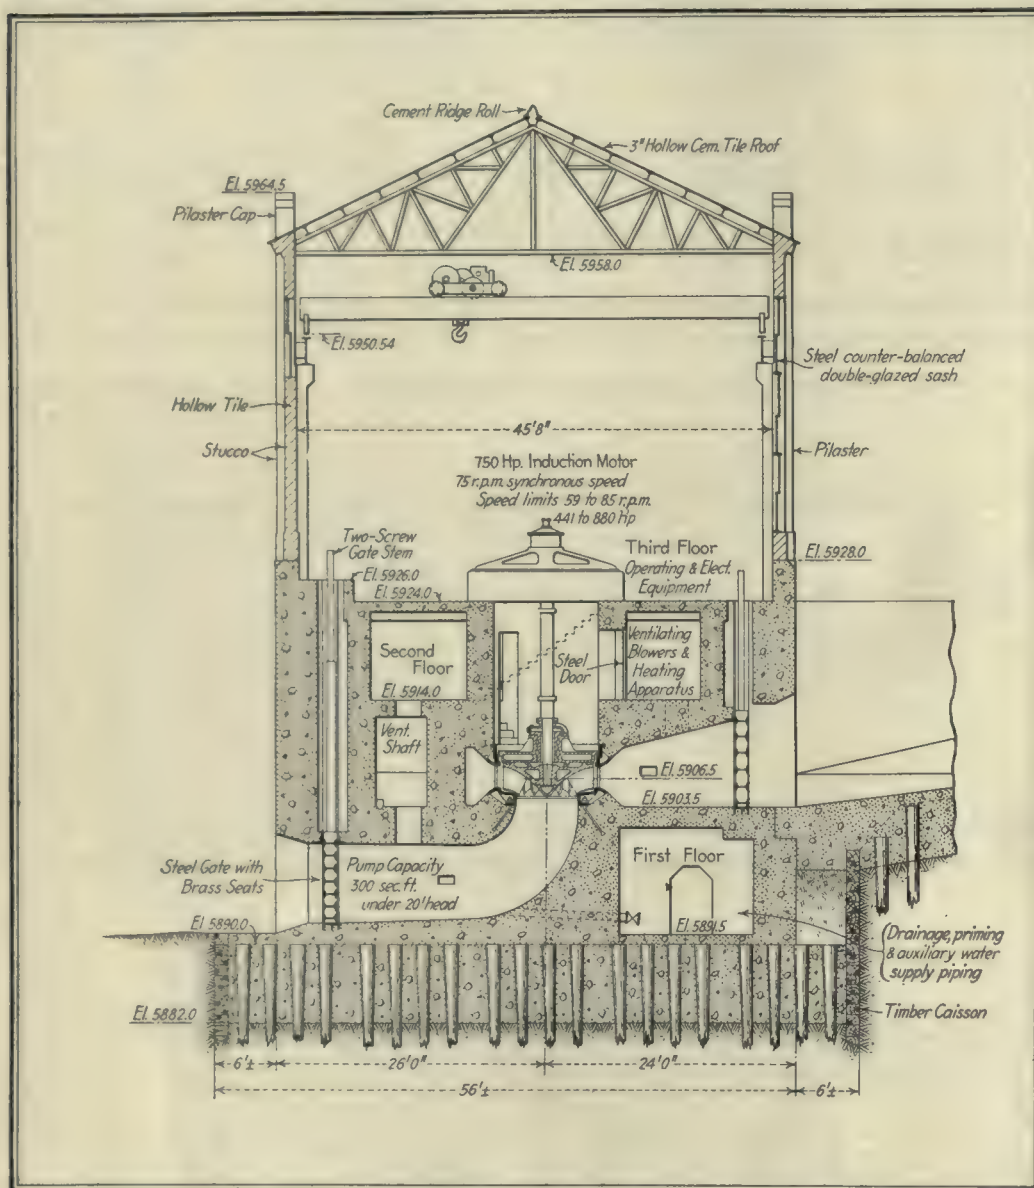 Cement Ridge Roll
3" Hollow Cem. Tile Roof
El. 5964.5
Pilaster Cap
El. 5958.0
El. 5950.54
Steel counter-balanced
double-glazed sash
Hollow Tile
45'8"
Stucco
Pilaster
750 Hp. Induction Motor
75 r.p.m. synchronous speed
Speed limits 59 to 85 r.p.m.
441 to 880 hp
Two-Screw
Gate Stem
Third Floor
Operating & Elect.
Equipment
El. 5928.0
El. 5926.0
El. 5924.0
Second
Floor
El. 5914.0
Steel
Door
Ventilating
Blowers &
Heating
Apparatus
Vent.
Shaft
El. 5906.5
El. 5903.5
Steel Gate with
Brass Seats
Pump Capacity
300 sec. ft.
under 20' head
First Floor
El. 5891.5
El. 5890.0
Drainage, priming
& auxiliary water
supply piping
El. 5882.0
Timber Caisson
6'±
26'0"
24'0"
56'±
6'±